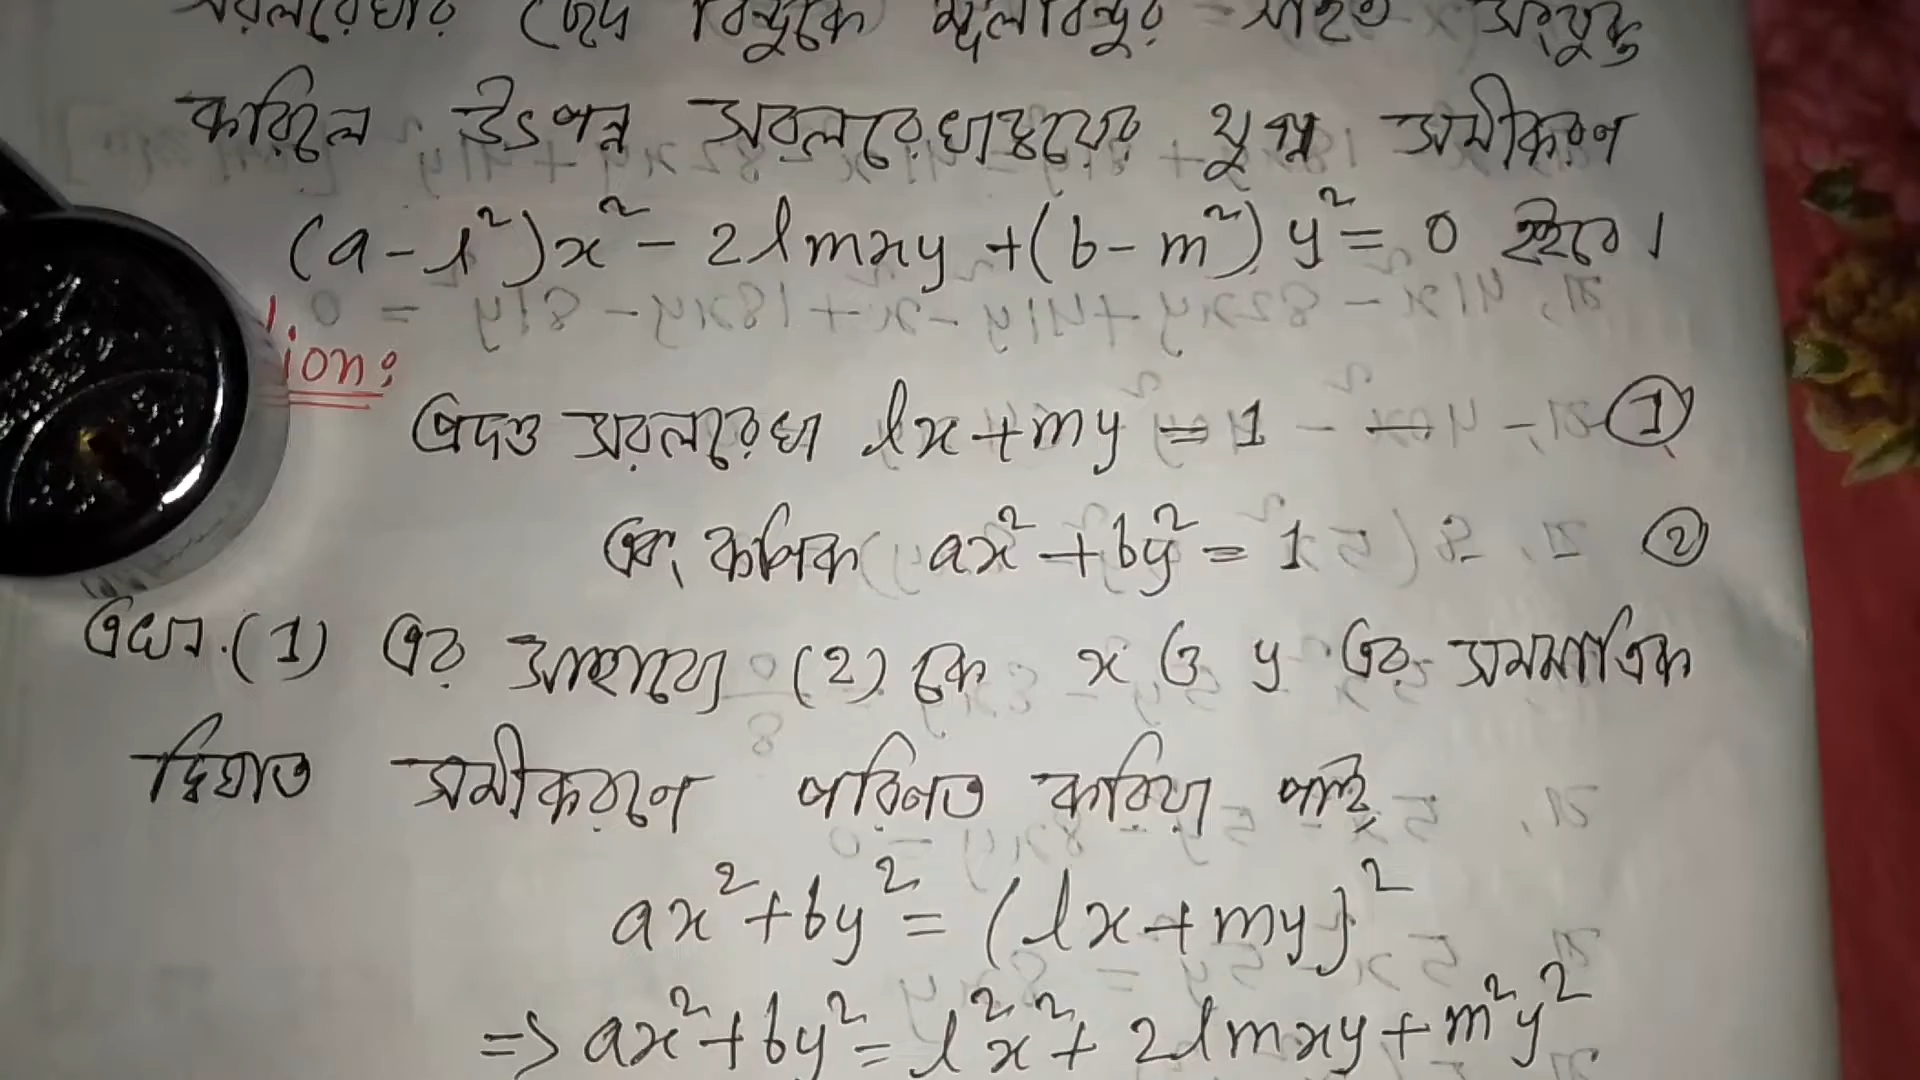 সরলরেখার ছেদ বিন্দুকে মূলবিন্দুর সহিত সংযুক্ত
করিলে উৎপন্ন সরলরেখাদ্বয়ের যুগ্ম সমীকরণ
(a-l²)x²-2lmxy+(b-m²)y²=0 হইবে।
ion:
প্রদত্ত সরলরেখা lx+my=1 - - ①
এবং কণিক ax²+by²=1 ②
এখন (1) এর সাহায্যে (2) কে x ও y এর সমমাত্রিক
দ্বিঘাত সমীকরণে পরিনত করিয়া পাই
ax²+by²=(lx+my)²
=> ax²+by²=l²x²+2lmxy+m²y²